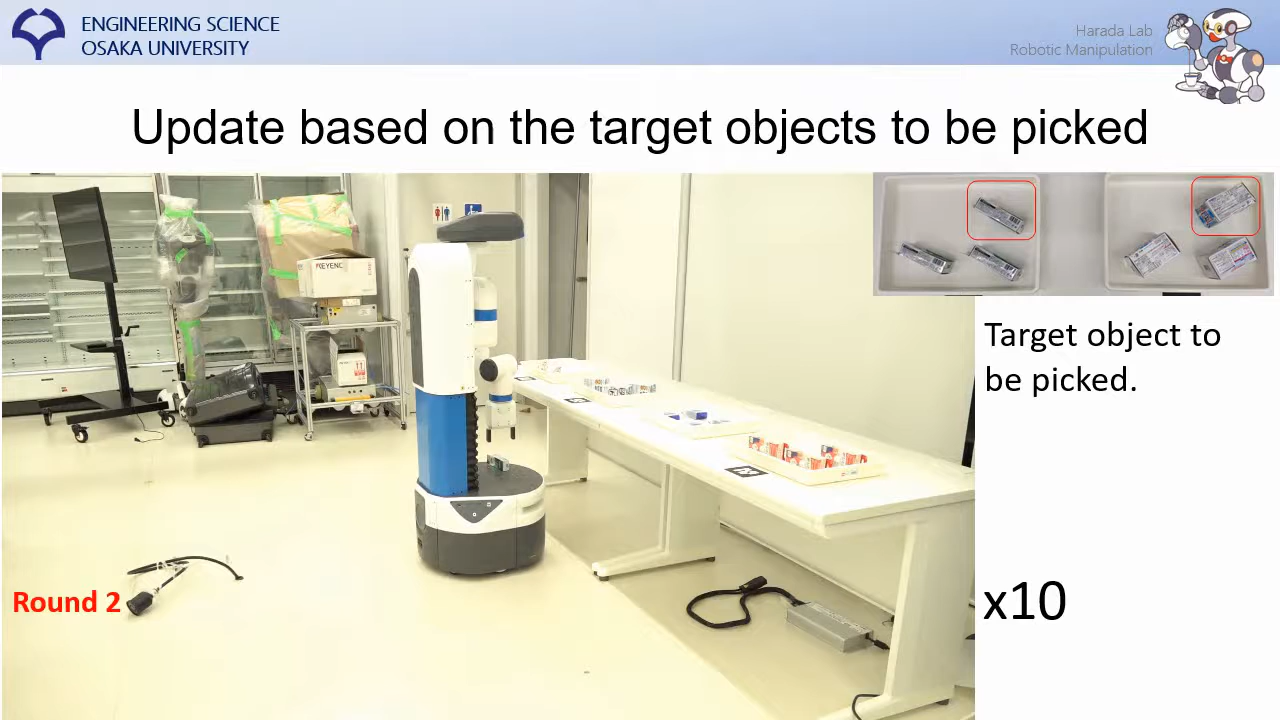 ENGINEERING SCIENCE
OSAKA UNIVERSITY
Harada Lab
Robotic Manipulation
Update based on the target objects to be picked
KEYENCE
Target object to
be picked.
Round 2
x10